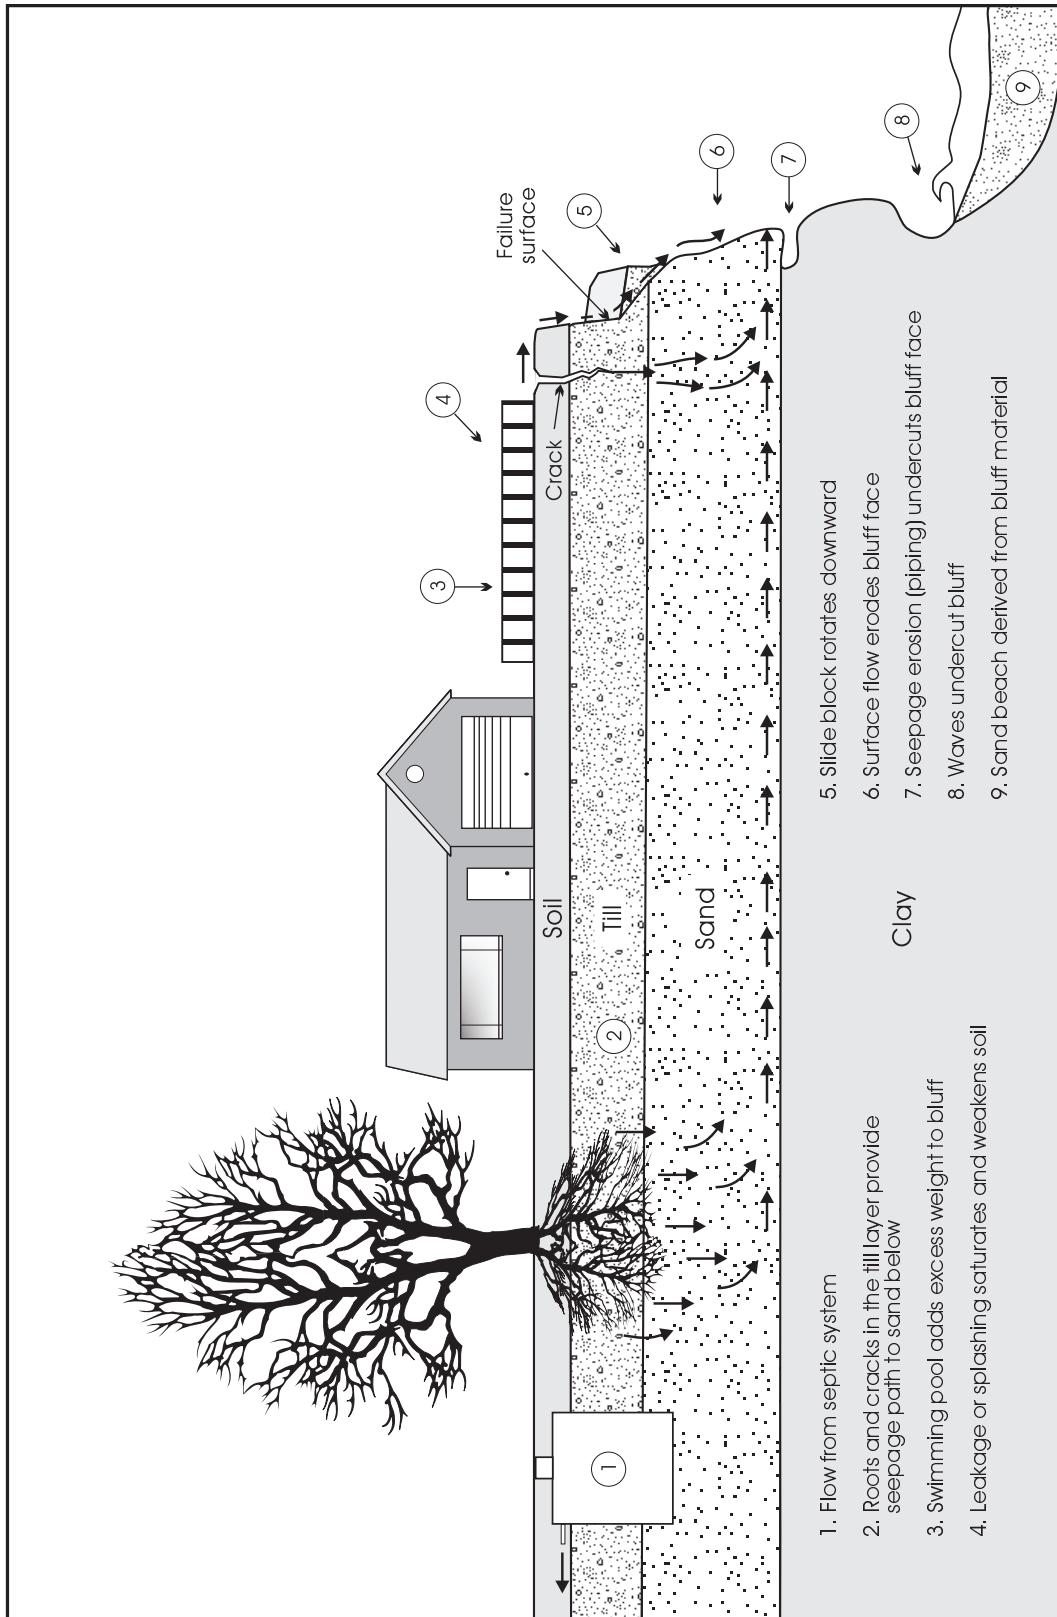 4
3
Failure
surface
5
6
7
8
9
Crack
Soil
Till
Sand
Clay
2
1
1. Flow from septic system
2. Roots and cracks in the till layer provide
seepage path to sand below
3. Swimming pool adds excess weight to bluff
4. Leakage or splashing saturates and weakens soil
5. Slide block rotates downward
6. Surface flow erodes bluff face
7. Seepage erosion (piping) undercuts bluff face
8. Waves undercut bluff
9. Sand beach derived from bluff material